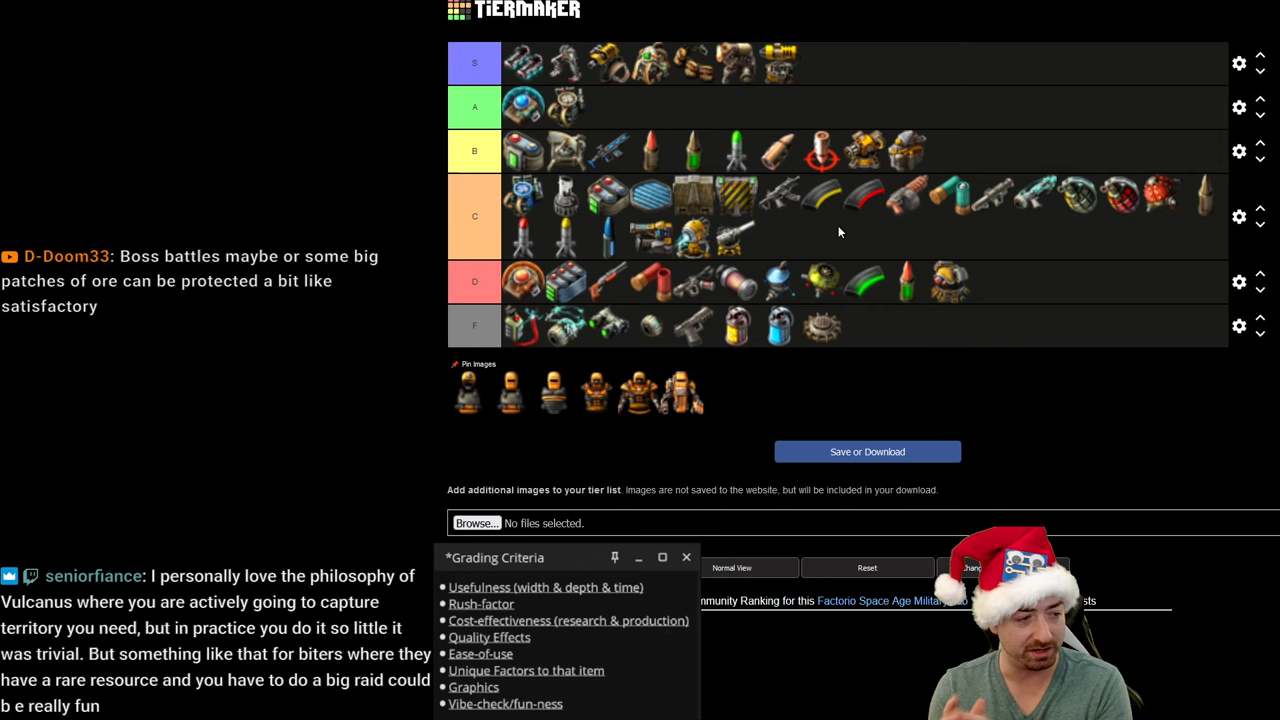 TiERMAKER
S
A
B
C
D
F
📌 Pin Images
Save or Download
Add additional images to your tier list. Images are not saved to the website, but will be included in your download.
Browse... No files selected.
D-Doom33: Boss battles maybe or some big
patches of ore can be protected a bit like
satisfactory
seniorfiance: I personally love the philosophy of
Vulcanus where you are actively going to capture
territory you need, but in practice you do it so little it
was trivial. But something like that for biters where they
have a rare resource and you have to do a big raid could
b e really fun
*Grading Criteria
Usefulness (width & depth & time)
Rush-factor
Cost-effectiveness (research & production)
Quality Effects
Ease-of-use
Unique Factors to that item
Graphics
Vibe-check/fun-ness
Normal View
Reset
Ranking for this Factorio Space Age